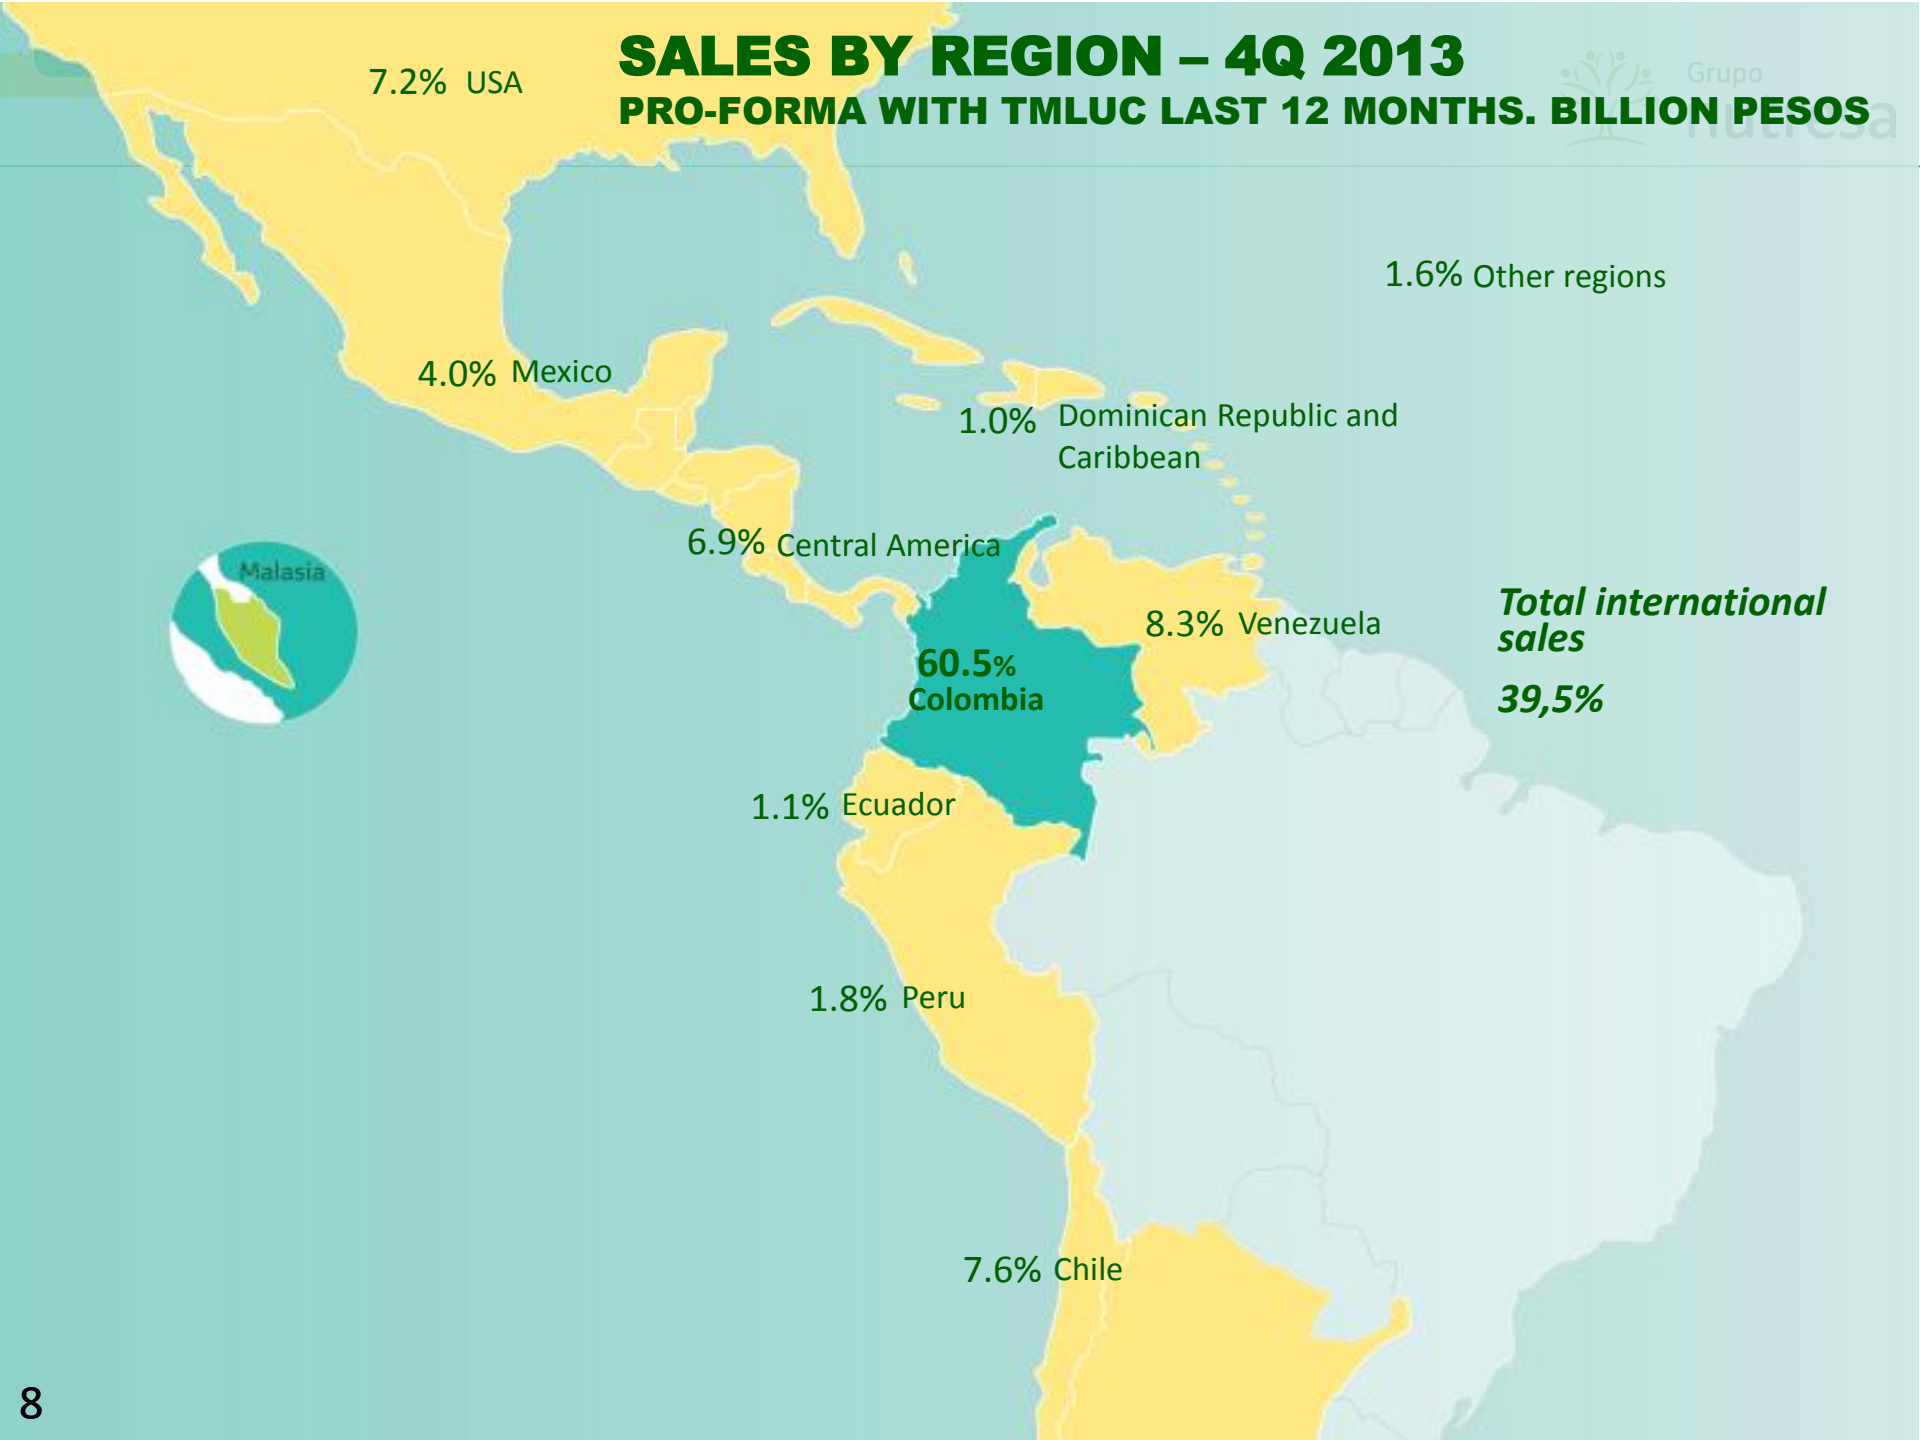 SALES BY REGION – 4Q 2013
PRO-FORMA WITH TMLUC LAST 12 MONTHS. BILLION PESOS
Grupo
nutresa
7.2% USA
1.6% Other regions
4.0% Mexico
1.0% Dominican Republic and
Caribbean
6.9% Central America
Malasia
8.3% Venezuela
Total international
sales
39,5%
60.5%
Colombia
1.1% Ecuador
1.8% Peru
7.6% Chile
8